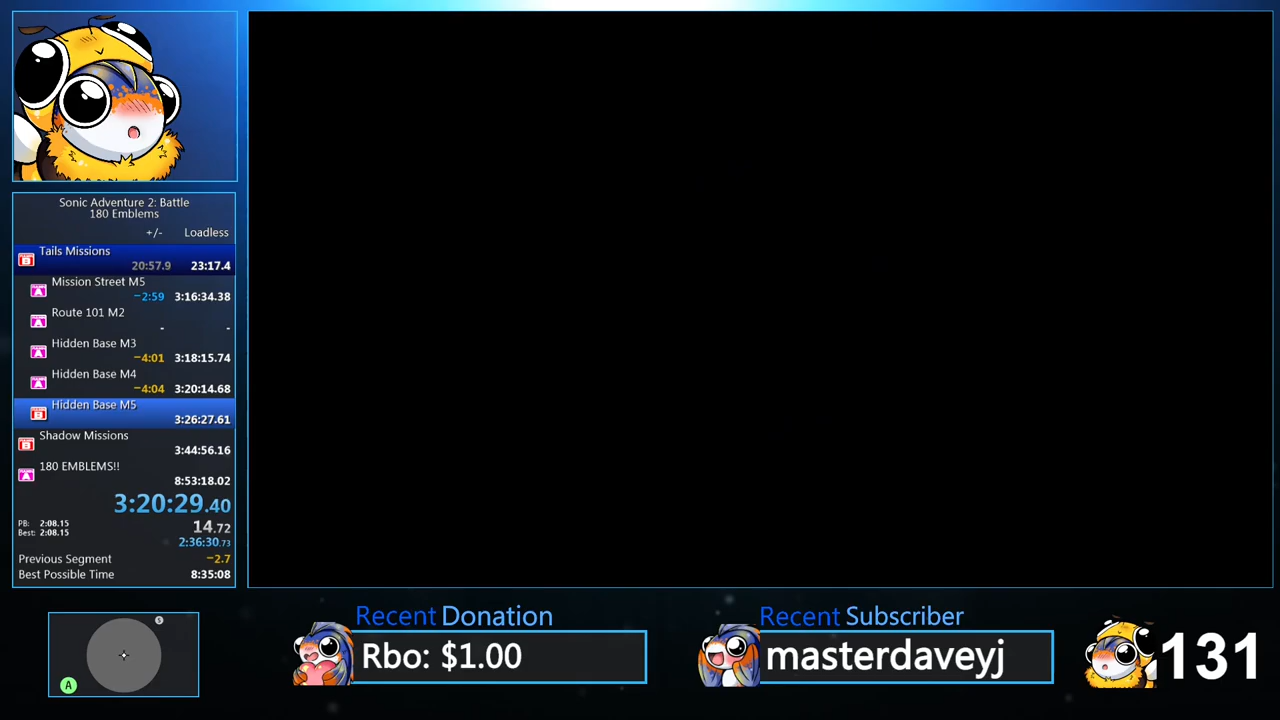 Sonic Adventure 2: Battle
180 Emblems
+/- Loadless
Tails Missions
20:57.9 23:17.4
Mission Street M5
-2:59 3:16:34.38
Route 101 M2
- -
Hidden Base M3
-4:01 3:18:15.74
Hidden Base M4
-4:04 3:20:14.68
Hidden Base M5
3:26:27.61
Shadow Missions
3:44:56.16
180 EMBLEMS!!
8:53:18.02
3:20:29.40
PB: 2:08.15
Best: 2:08.15
14.72
2:36:30.73
Previous Segment -2.7
Best Possible Time 8:35:08
S
A
Recent Donation
Rbo: $1.00
Recent Subscriber
masterdaveyj
131